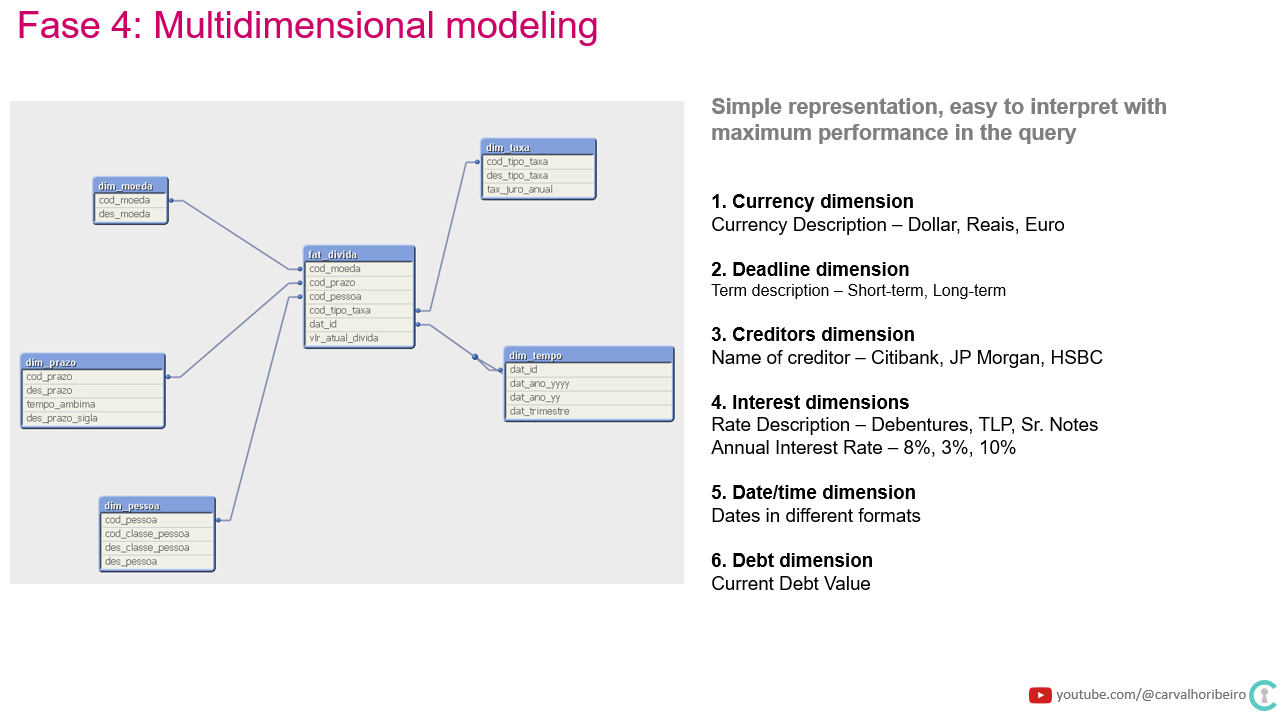 Fase 4: Multidimensional modeling
dim_moeda
cod_moeda
des_moeda
dim_prazo
cod_prazo
des_prazo
tempo_ambima
des_prazo_sigla
dim_pessoa
cod_pessoa
cod_classe_pessoa
des_classe_pessoa
des_pessoa
fat_divida
cod_moeda
cod_prazo
cod_pessoa
cod_tipo_taxa
dat_id
vlr_atual_divida
dim_taxa
cod_tipo_taxa
des_tipo_taxa
tax_juro_anual
dim_tempo
dat_id
dat_ano_yyyy
dat_ano_yy
dat_trimestre
Simple representation, easy to interpret with
maximum performance in the query
1. Currency dimension
Currency Description – Dollar, Reais, Euro
2. Deadline dimension
Term description – Short-term, Long-term
3. Creditors dimension
Name of creditor – Citibank, JP Morgan, HSBC
4. Interest dimensions
Rate Description – Debentures, TLP, Sr. Notes
Annual Interest Rate – 8%, 3%, 10%
5. Date/time dimension
Dates in different formats
6. Debt dimension
Current Debt Value
youtube.com/@carvalhoribeiro